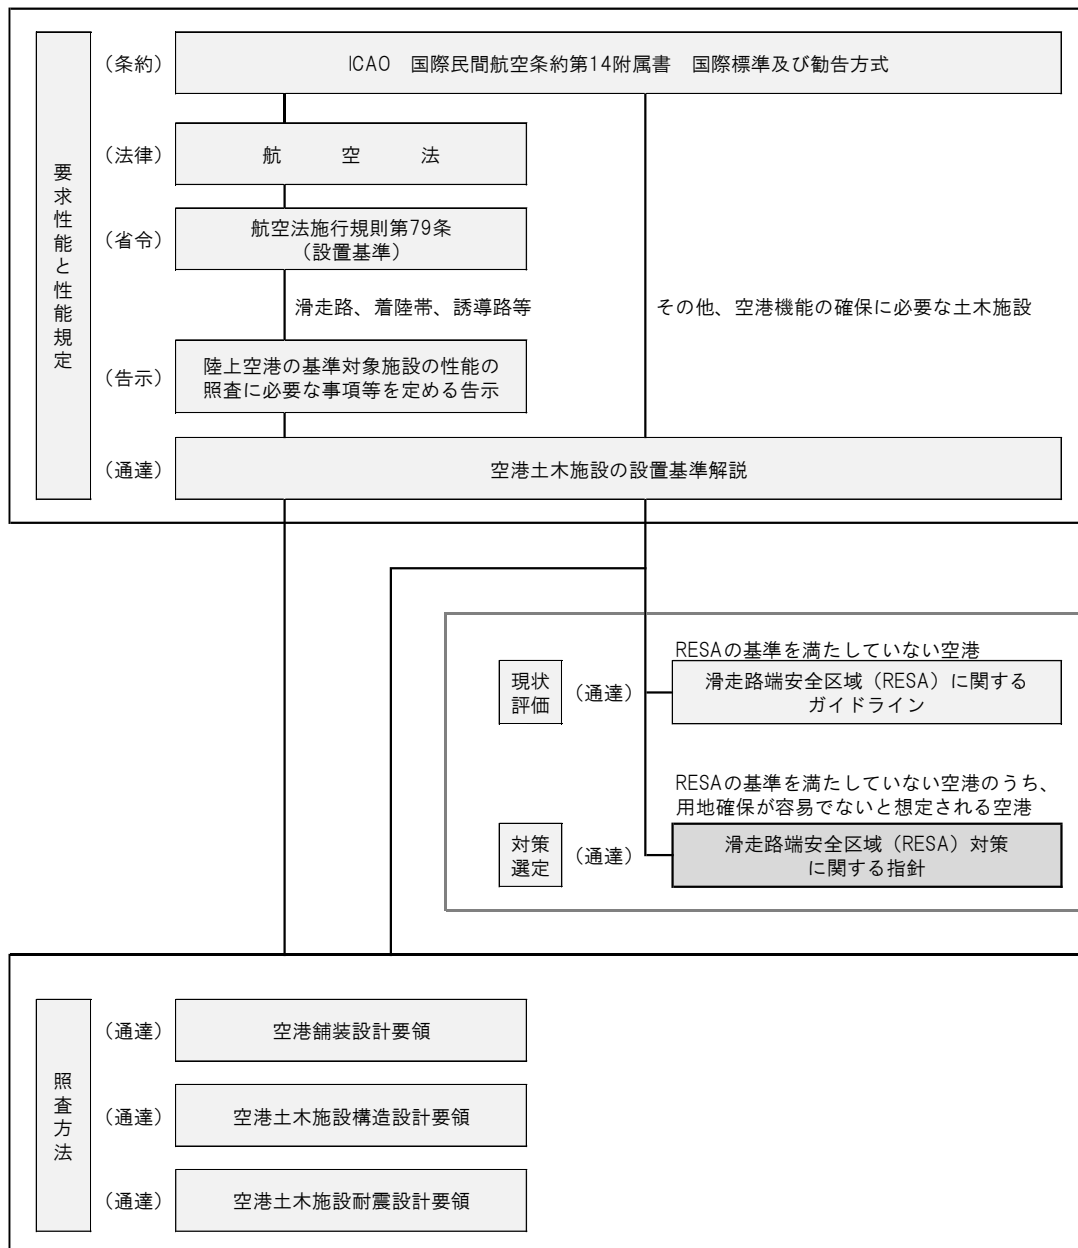 要求性能と性能規定
（条約）
ICAO　国際民間航空条約第14附属書　国際標準及び勧告方式
（法律）
航　空　法
（省令）
航空法施行規則第79条
（設置基準）
滑走路、着陸帯、誘導路等
その他、空港機能の確保に必要な土木施設
（告示）
陸上空港の基準対象施設の性能の
照査に必要な事項等を定める告示
（通達）
空港土木施設の設置基準解説
RESAの基準を満たしていない空港
現状
評価
（通達）
滑走路端安全区域（RESA）に関する
ガイドライン
RESAの基準を満たしていない空港のうち、
用地確保が容易でないと想定される空港
対策
選定
（通達）
滑走路端安全区域（RESA）対策
に関する指針
照査方法
（通達）
空港舗装設計要領
（通達）
空港土木施設構造設計要領
（通達）
空港土木施設耐震設計要領